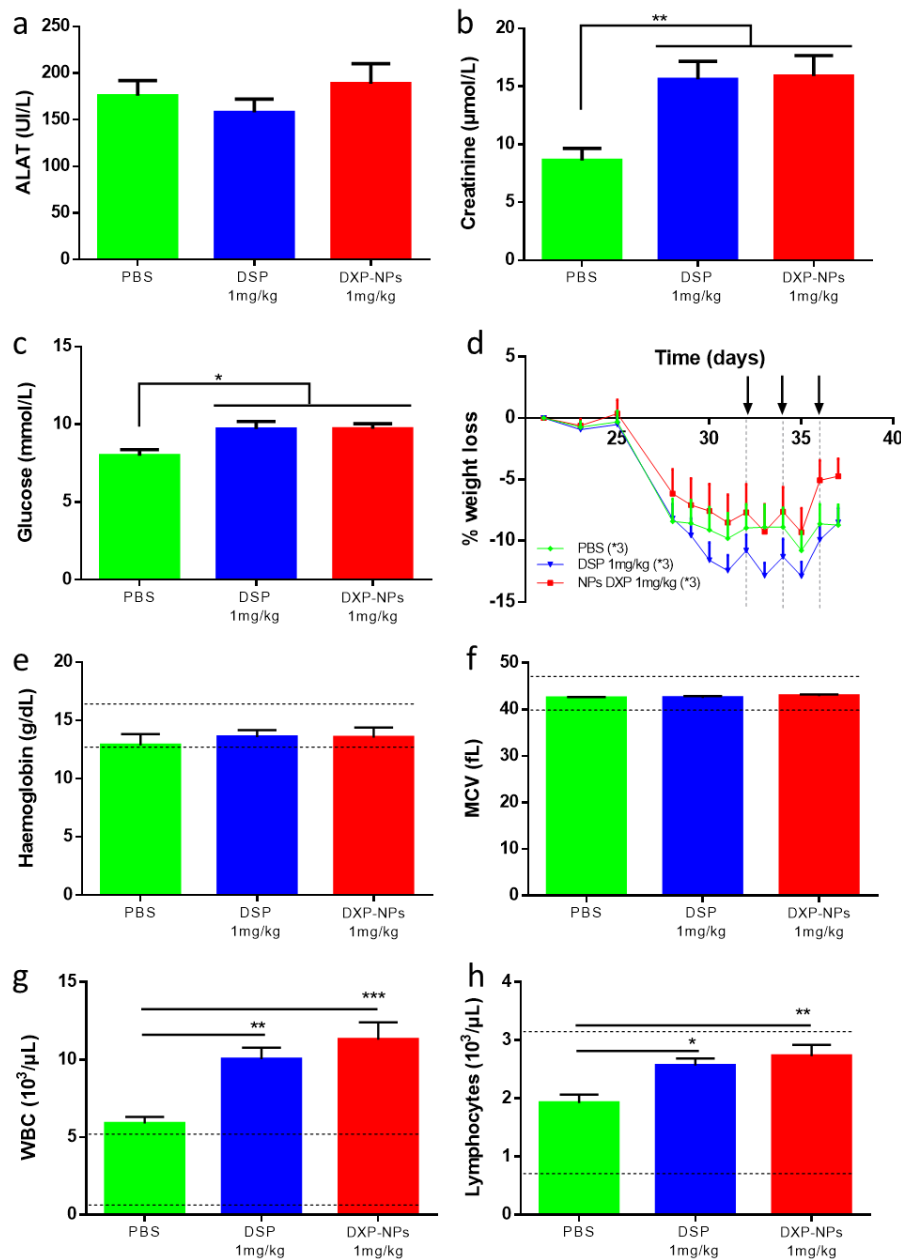 a
ALAT (UI/L)
250
200
150
100
50
0
PBS
DSP
1mg/kg
DXP-NPs
1mg/kg
b
Creatinine (µmol/L)
**
20
15
10
5
0
PBS
DSP
1mg/kg
DXP-NPs
1mg/kg
c
Glucose (mmol/L)
*
15
10
5
0
PBS
DSP
1mg/kg
DXP-NPs
1mg/kg
d
Time (days)
% weight loss
5
0
-5
-10
-15
25
30
35
40
PBS (*3)
DSP 1mg/kg (*3)
NPs DXP 1mg/kg (*3)
e
Haemoglobin (g/dL)
20
15
10
5
0
PBS
DSP
1mg/kg
DXP-NPs
1mg/kg
f
MCV (fL)
50
40
30
20
10
0
PBS
DSP
1mg/kg
DXP-NPs
1mg/kg
g
WBC (10³/µL)
***
**
15
10
5
0
PBS
DSP
1mg/kg
DXP-NPs
1mg/kg
h
Lymphocytes (10³/µL)
**
*
4
3
2
1
0
PBS
DSP
1mg/kg
DXP-NPs
1mg/kg